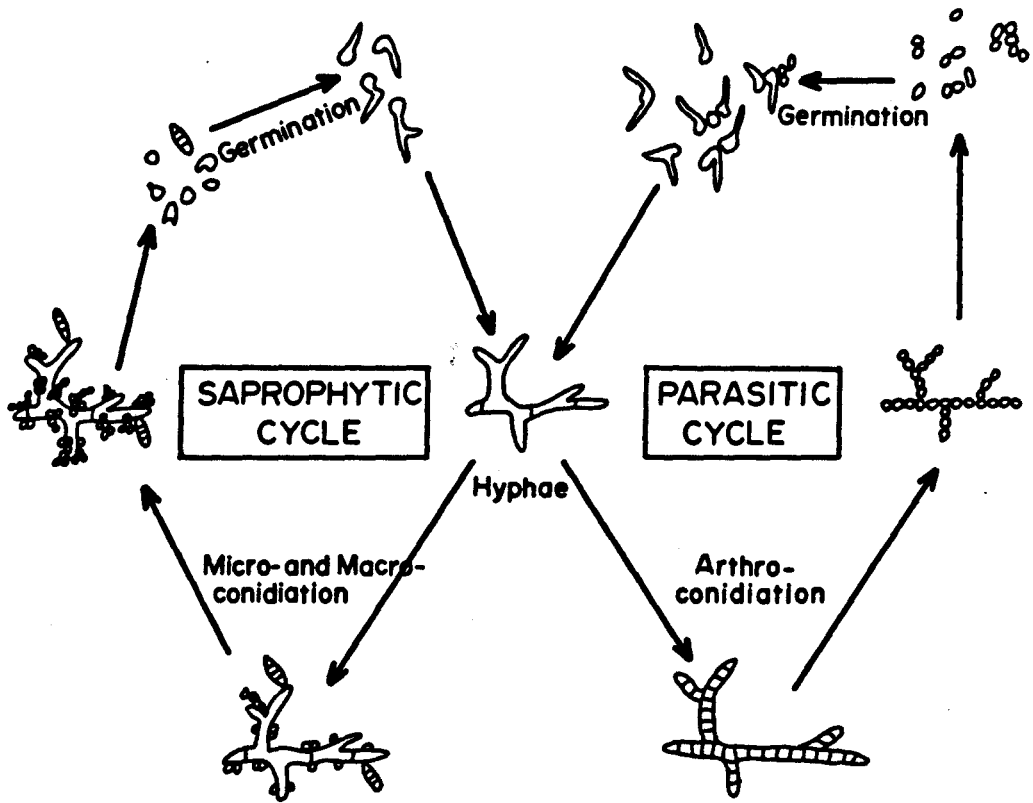 Germination
Germination
SAPROPHYTIC
CYCLE
PARASITIC
CYCLE
Hyphae
Micro-and Macro-
conidiation
Arthro-
conidiation